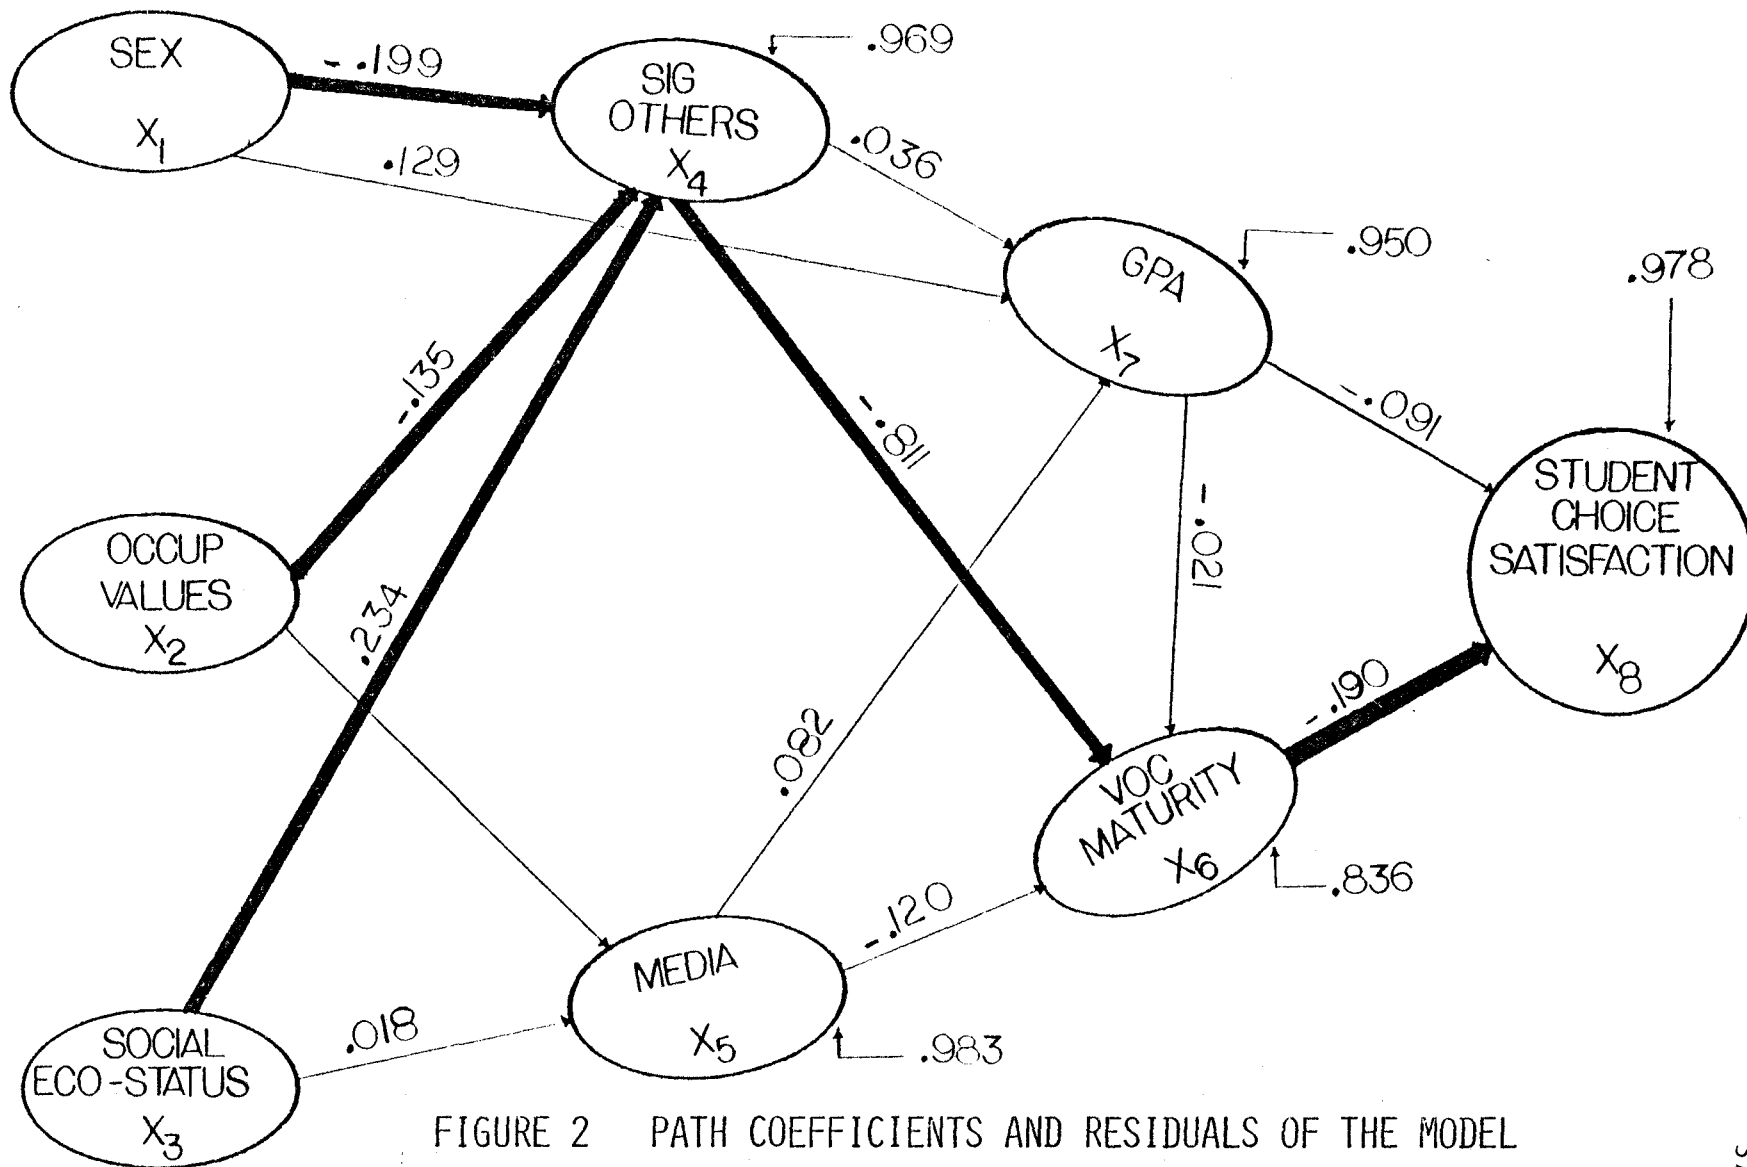 SEX
X1
-.199
.129
SIG
OTHERS
X4
.969
.036
GPA
X7
.950
.978
-.135
-.811
-.091
-.021
OCCUP
VALUES
X2
.234
STUDENT
CHOICE
SATISFACTION
X8
.082
-.190
VOC
MATURITY
X6
.836
-.120
MEDIA
X5
.983
.018
SOCIAL
ECO-STATUS
X3
FIGURE 2 PATH COEFFICIENTS AND RESIDUALS OF THE MODEL